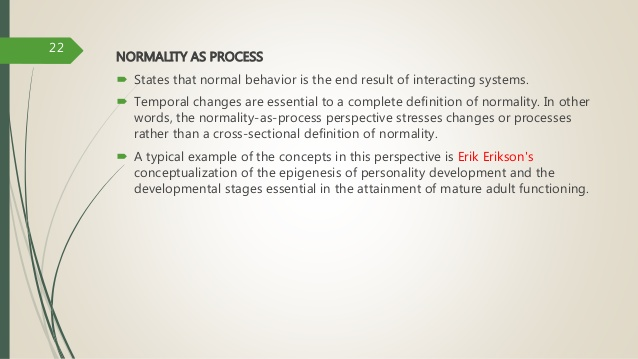 22
NORMALITY AS PROCESS
States that normal behavior is the end result of interacting systems.
Temporal changes are essential to a complete definition of normality. In other
words, the normality-as-process perspective stresses changes or processes
rather than a cross-sectional definition of normality.
A typical example of the concepts in this perspective is Erik Erikson's
conceptualization of the epigenesis of personality development and the
developmental stages essential in the attainment of mature adult functioning.